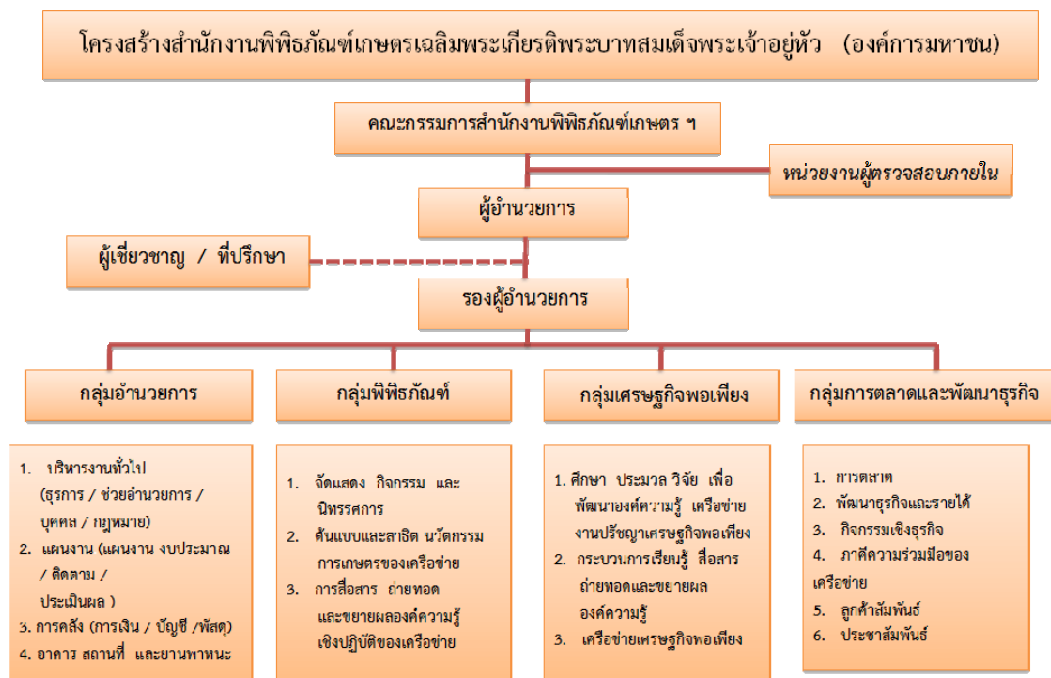 โครงสร้างสำนักงานพิพิธภัณฑ์เกษตรเฉลิมพระเกียรติพระบาทสมเด็จพระเจ้าอยู่หัว (องค์การมหาชน)
คณะกรรมการสำนักงานพิพิธภัณฑ์เกษตร ฯ
หน่วยงานผู้ตรวจสอบภายใน
ผู้อำนวยการ
ผู้เชี่ยวชาญ / ที่ปรึกษา
รองผู้อำนวยการ
กลุ่มอำนวยการ
1. บริหารงานทั่วไป
(ธุรการ / ช่วยอำนวยการ /
บุคคล / กฎหมาย)
2. แผนงาน (แผนงาน งบประมาณ
/ ติดตาม /
ประเมินผล )
3. การคลัง (การเงิน / บัญชี /พัสดุ)
4. อาคาร สถานที่ และยานพาหนะ
กลุ่มพิพิธภัณฑ์
1. จัดแสดง กิจกรรม และ
นิทรรศการ
2. ต้นแบบและสาธิต นวัตกรรม
การเกษตรของเครือข่าย
3. การสื่อสาร ถ่ายทอด
และขยายผลองค์ความรู้
เชิงปฏิบัติของเครือข่าย
กลุ่มเศรษฐกิจพอเพียง
1. ศึกษา ประมวล วิจัย เพื่อ
พัฒนาองค์ความรู้ เครือข่าย
งานปรัชญาเศรษฐกิจพอเพียง
2. กระบวนการเรียนรู้ สื่อสาร
ถ่ายทอดและขยายผล
องค์ความรู้
3. เครือข่ายเศรษฐกิจพอเพียง
กลุ่มการตลาดและพัฒนาธุรกิจ
1. การตลาด
2. พัฒนาธุรกิจและรายได้
3. กิจกรรมเชิงธุรกิจ
4. ภาคีความร่วมมือของ
เครือข่าย
5. ลูกค้าสัมพันธ์
6. ประชาสัมพันธ์